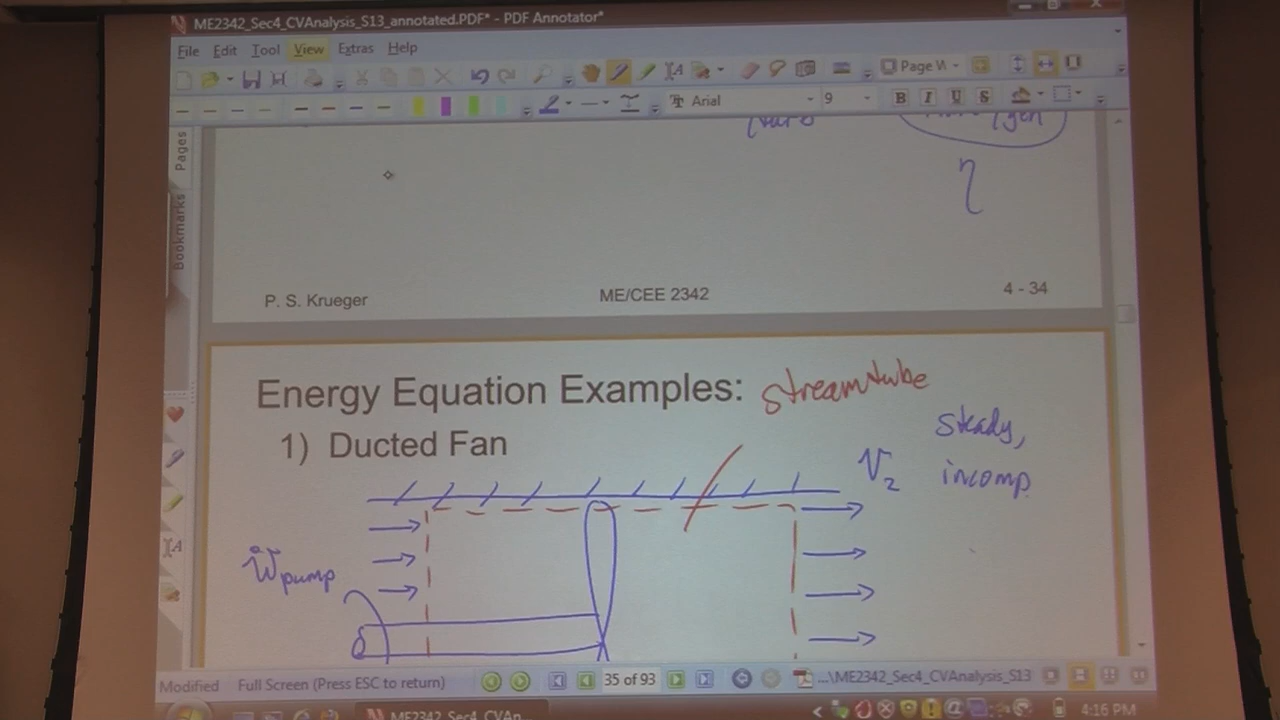 ME2342_Sec4_CVAnalysis_S13_annotated.PDF* - PDF Annotator*
File Edit Tool View Extras Help
Page W
Arial 9 B I U S
Pages
Bookmarks
η
P. S. Krueger ME/CEE 2342 4 - 34
Energy Equation Examples: streamtube
1) Ducted Fan
steady,
V2 incomp.
Ẇpump
Modified Full Screen (Press ESC to return) 35 of 93 ...\ME2342_Sec4_CVAnalysis_S13
ME2342_Sec4_CVAn... 4:16 PM